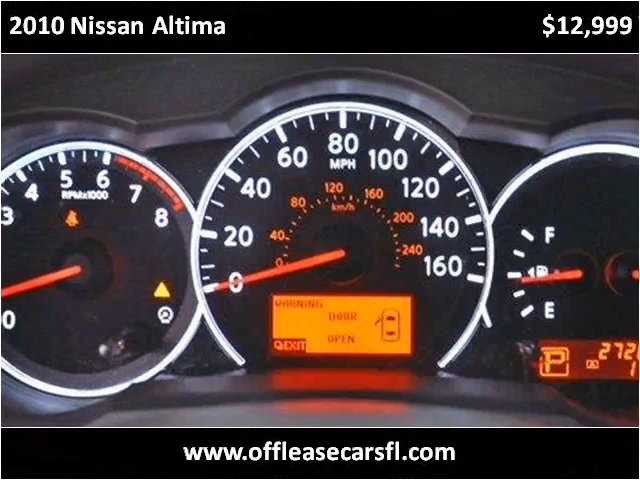 2010 Nissan Altima $12,999
80
60 MPH 100
5 6
4 RPMx1000 7
3 8
40 120
120
80 160
km/h
20 40 200 140
0 240
0 160
0
F
E
WARNING
DOOR
OPEN
EXIT
P
A
www.offleasecarsfl.com